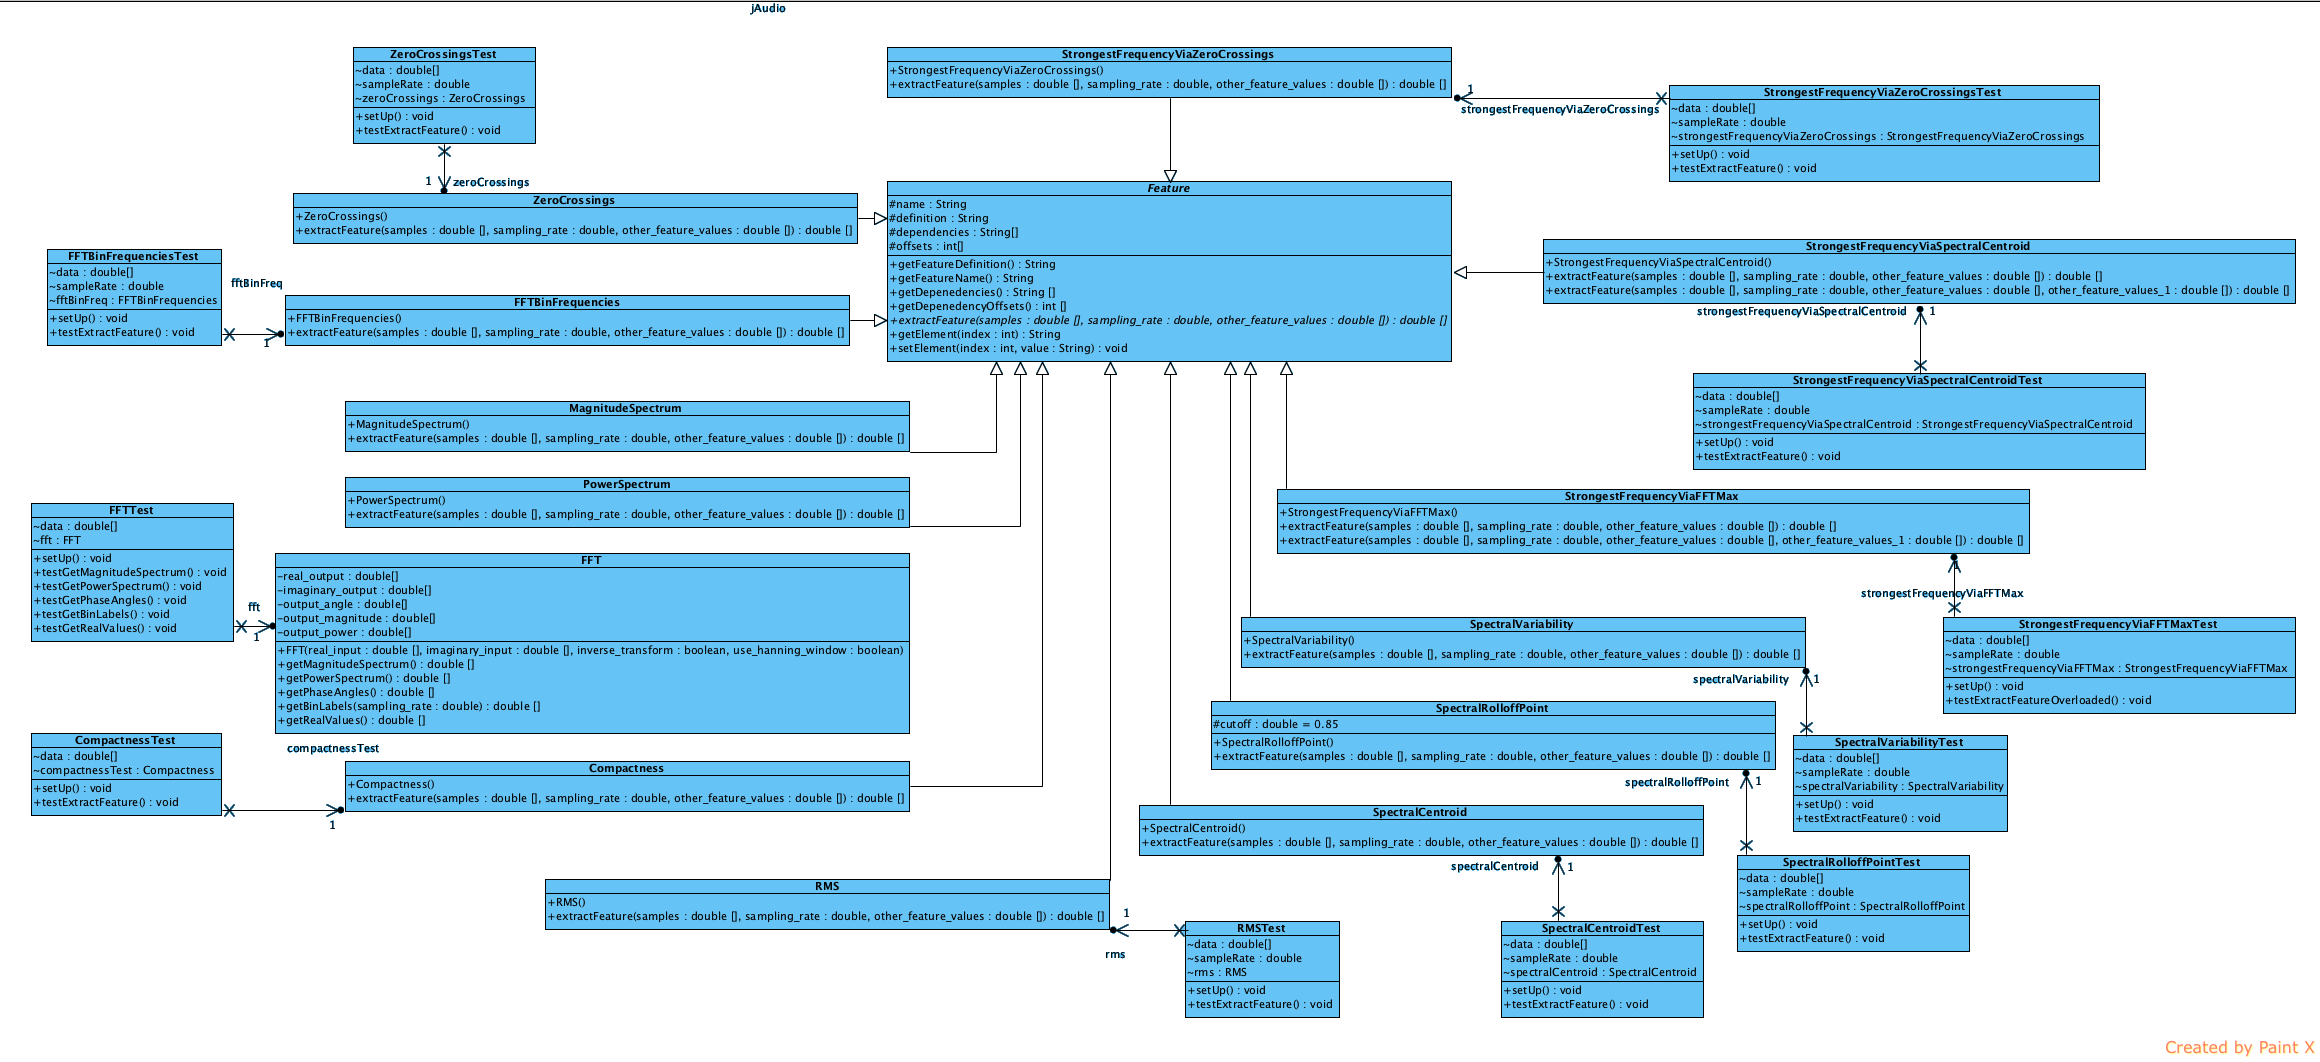 jAudio
ZeroCrossingsTest
~data : double[]
~sampleRate : double
~zeroCrossings : ZeroCrossings
+setUp() : void
+testExtractFeature() : void
1 zeroCrossings
ZeroCrossings
+ZeroCrossings()
+extractFeature(samples : double [], sampling_rate : double, other_feature_values : double []) : double []
StrongestFrequencyViaZeroCrossings
+StrongestFrequencyViaZeroCrossings()
+extractFeature(samples : double [], sampling_rate : double, other_feature_values : double []) : double []
1
strongestFrequencyViaZeroCrossings
StrongestFrequencyViaZeroCrossingsTest
~data : double[]
~sampleRate : double
~strongestFrequencyViaZeroCrossings : StrongestFrequencyViaZeroCrossings
+setUp() : void
+testExtractFeature() : void
Feature
#name : String
#definition : String
#dependencies : String[]
#offsets : int[]
+getFeatureDefinition() : String
+getFeatureName() : String
+getDepenedencies() : String []
+getDepenedencyOffsets() : int []
+extractFeature(samples : double [], sampling_rate : double, other_feature_values : double []) : double []
+getElement(index : int) : String
+setElement(index : int, value : String) : void
FFTBinFrequenciesTest
~data : double[]
~sampleRate : double
~fftBinFreq : FFTBinFrequencies
+setUp() : void
+testExtractFeature() : void
fftBinFreq
1
FFTBinFrequencies
+FFTBinFrequencies()
+extractFeature(samples : double [], sampling_rate : double, other_feature_values : double []) : double []
StrongestFrequencyViaSpectralCentroid
+StrongestFrequencyViaSpectralCentroid()
+extractFeature(samples : double [], sampling_rate : double, other_feature_values : double []) : double []
+extractFeature(samples : double [], sampling_rate : double, other_feature_values : double [], other_feature_values_1 : double []) : double []
strongestFrequencyViaSpectralCentroid 1
StrongestFrequencyViaSpectralCentroidTest
~data : double[]
~sampleRate : double
~strongestFrequencyViaSpectralCentroid : StrongestFrequencyViaSpectralCentroid
+setUp() : void
+testExtractFeature() : void
MagnitudeSpectrum
+MagnitudeSpectrum()
+extractFeature(samples : double [], sampling_rate : double, other_feature_values : double []) : double []
PowerSpectrum
+PowerSpectrum()
+extractFeature(samples : double [], sampling_rate : double, other_feature_values : double []) : double []
StrongestFrequencyViaFFTMax
+StrongestFrequencyViaFFTMax()
+extractFeature(samples : double [], sampling_rate : double, other_feature_values : double []) : double []
+extractFeature(samples : double [], sampling_rate : double, other_feature_values : double [], other_feature_values_1 : double []) : double []
1
strongestFrequencyViaFFTMax
StrongestFrequencyViaFFTMaxTest
~data : double[]
~sampleRate : double
~strongestFrequencyViaFFTMax : StrongestFrequencyViaFFTMax
+setUp() : void
+testExtractFeatureOverloaded() : void
FFTTest
~data : double[]
~fft : FFT
+setUp() : void
+testGetMagnitudeSpectrum() : void
+testGetPowerSpectrum() : void
+testGetPhaseAngles() : void
+testGetBinLabels() : void
+testGetRealValues() : void
fft
1
FFT
-real_output : double[]
-imaginary_output : double[]
-output_angle : double[]
-output_magnitude : double[]
-output_power : double[]
+FFT(real_input : double [], imaginary_input : double [], inverse_transform : boolean, use_hanning_window : boolean)
+getMagnitudeSpectrum() : double []
+getPowerSpectrum() : double []
+getPhaseAngles() : double []
+getBinLabels(sampling_rate : double) : double []
+getRealValues() : double []
SpectralVariability
+SpectralVariability()
+extractFeature(samples : double [], sampling_rate : double, other_feature_values : double []) : double []
spectralVariability 1
SpectralVariabilityTest
~data : double[]
~sampleRate : double
~spectralVariability : SpectralVariability
+setUp() : void
+testExtractFeature() : void
SpectralRolloffPoint
#cutoff : double = 0.85
+SpectralRolloffPoint()
+extractFeature(samples : double [], sampling_rate : double, other_feature_values : double []) : double []
spectralRolloffPoint 1
SpectralRolloffPointTest
~data : double[]
~sampleRate : double
~spectralRolloffPoint : SpectralRolloffPoint
+setUp() : void
+testExtractFeature() : void
CompactnessTest
~data : double[]
~compactnessTest : Compactness
+setUp() : void
+testExtractFeature() : void
compactnessTest
1
Compactness
+Compactness()
+extractFeature(samples : double [], sampling_rate : double, other_feature_values : double []) : double []
SpectralCentroid
+SpectralCentroid()
+extractFeature(samples : double [], sampling_rate : double, other_feature_values : double []) : double []
spectralCentroid 1
SpectralCentroidTest
~data : double[]
~sampleRate : double
~spectralCentroid : SpectralCentroid
+setUp() : void
+testExtractFeature() : void
RMS
+RMS()
+extractFeature(samples : double [], sampling_rate : double, other_feature_values : double []) : double []
1
rms
RMSTest
~data : double[]
~sampleRate : double
~rms : RMS
+setUp() : void
+testExtractFeature() : void
Created by Paint X